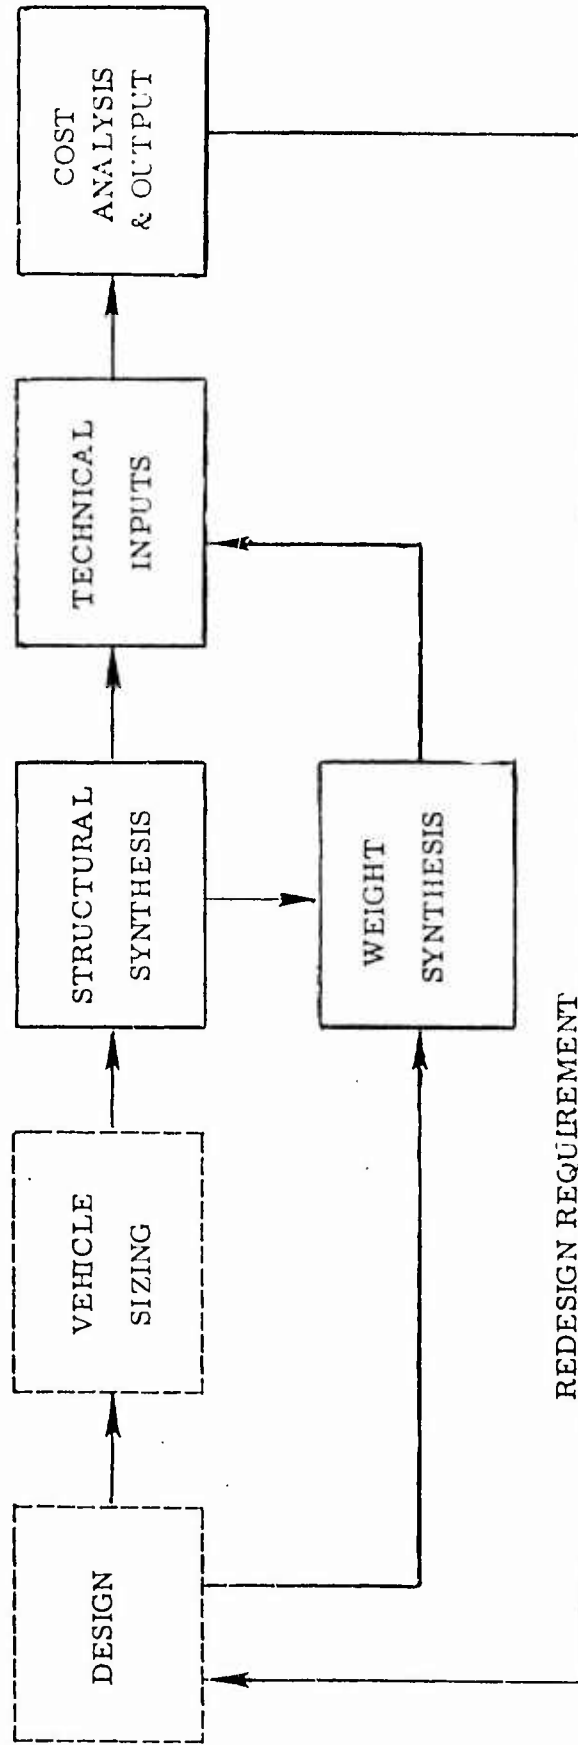 DESIGN
VEHICLE
SIZING
STRUCTURAL
SYNTHESIS
TECHNICAL
INPUTS
COST
ANALYSIS
& OUTPUT
WEIGHT
SYNTHESIS
REDESIGN REQUIREMENT